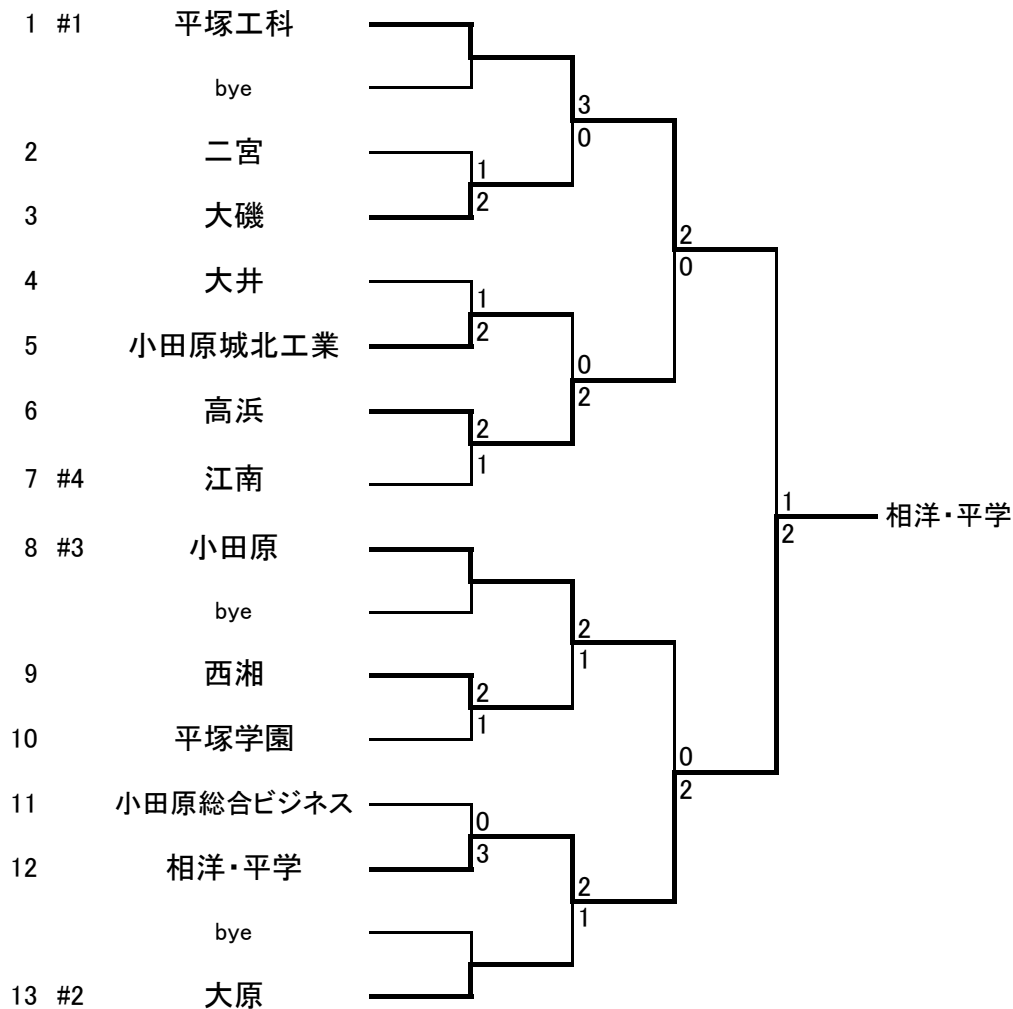 1 #1 平塚工科
bye
3
0
2 二宮
1
2
3 大磯
2
0
4 大井
1
2
5 小田原城北工業
0
2
6 高浜
2
1
7 #4 江南
1
相洋・平学
2
8 #3 小田原
bye
2
1
9 西湘
2
1
10 平塚学園
0
2
11 小田原総合ビジネス
0
3
12 相洋・平学
2
1
bye
13 #2 大原